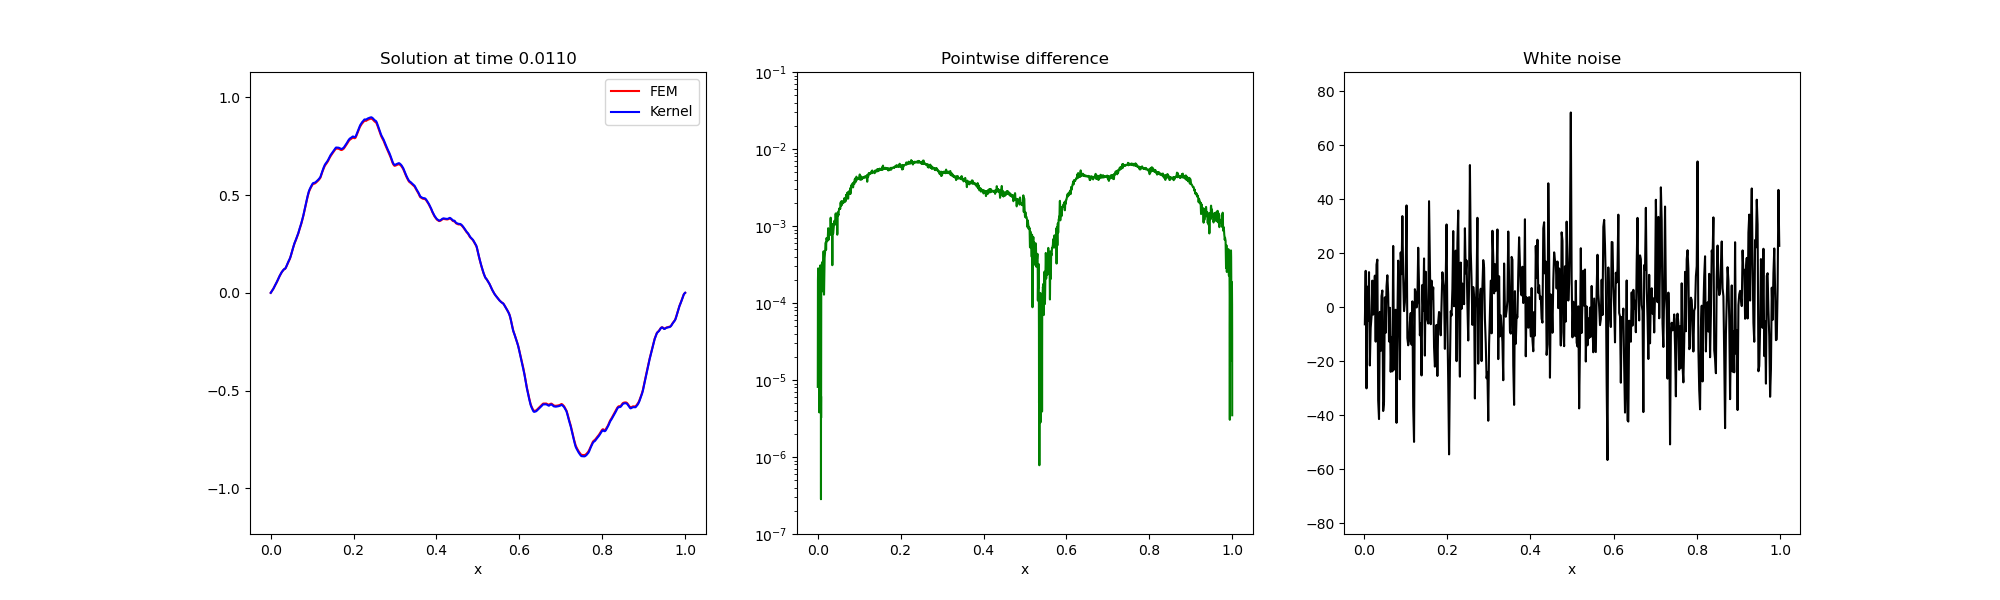 Solution at time 0.0110
1.0
0.5
0.0
−0.5
−1.0
0.0 0.2 0.4 0.6 0.8 1.0
x
FEM
Kernel
Pointwise difference
10⁻¹
10⁻²
10⁻³
10⁻⁴
10⁻⁵
10⁻⁶
10⁻⁷
0.0 0.2 0.4 0.6 0.8 1.0
x
White noise
80
60
40
20
0
−20
−40
−60
−80
0.0 0.2 0.4 0.6 0.8 1.0
x